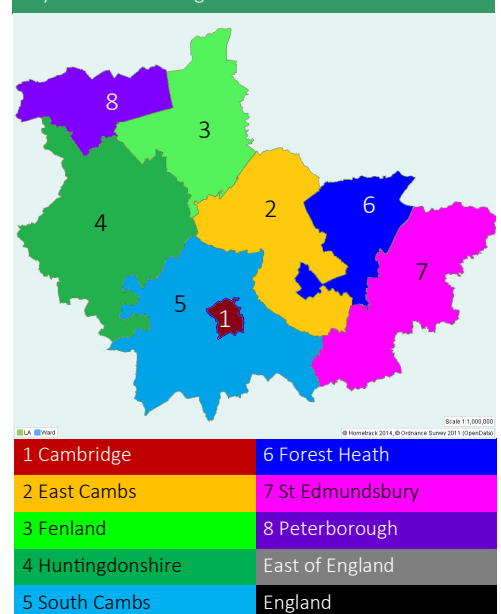 8
3
2
6
4
7
5
1
Scale 1:1,000,000
LA Ward
© Hometrack 2014, © Ordnance Survey 2011 (OpenData)
1 Cambridge
6 Forest Heath
2 East Cambs
7 St Edmundsbury
3 Fenland
8 Peterborough
4 Huntingdonshire
East of England
5 South Cambs
England